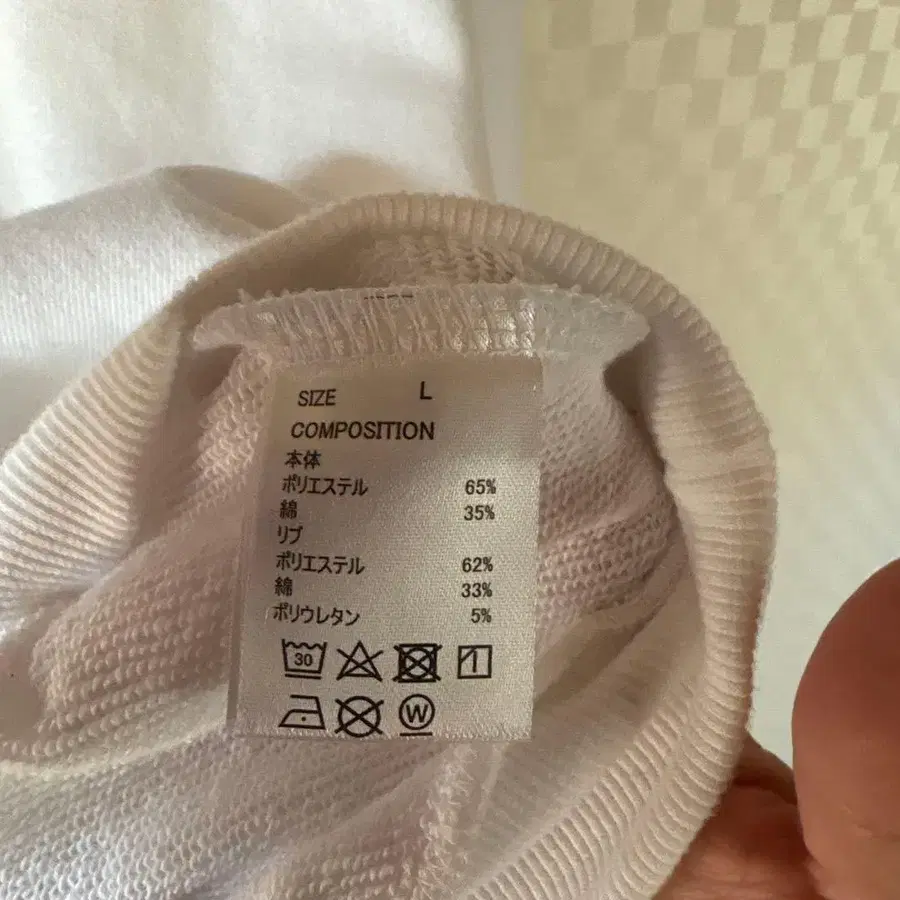 SIZE L
COMPOSITION
本体
ポリエステル 65%
綿 35%
リブ
ポリエステル 62%
綿 33%
ポリウレタン 5%
30
W